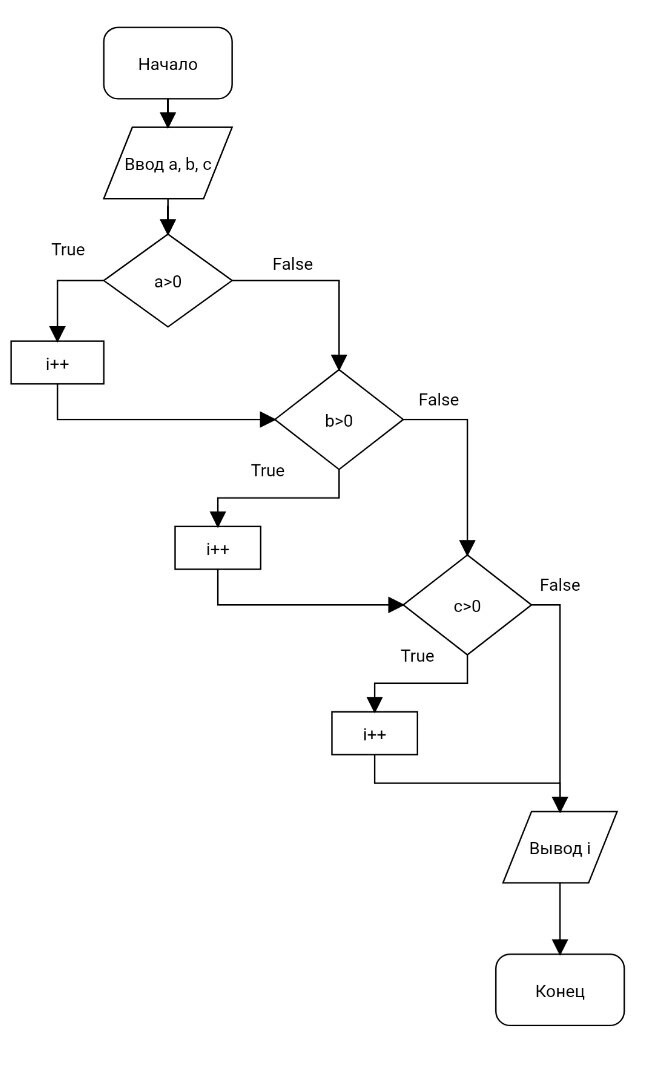 Начало
Ввод a, b, c
True
a>0
False
i++
b>0
False
True
i++
c>0
False
True
i++
Вывод i
Конец